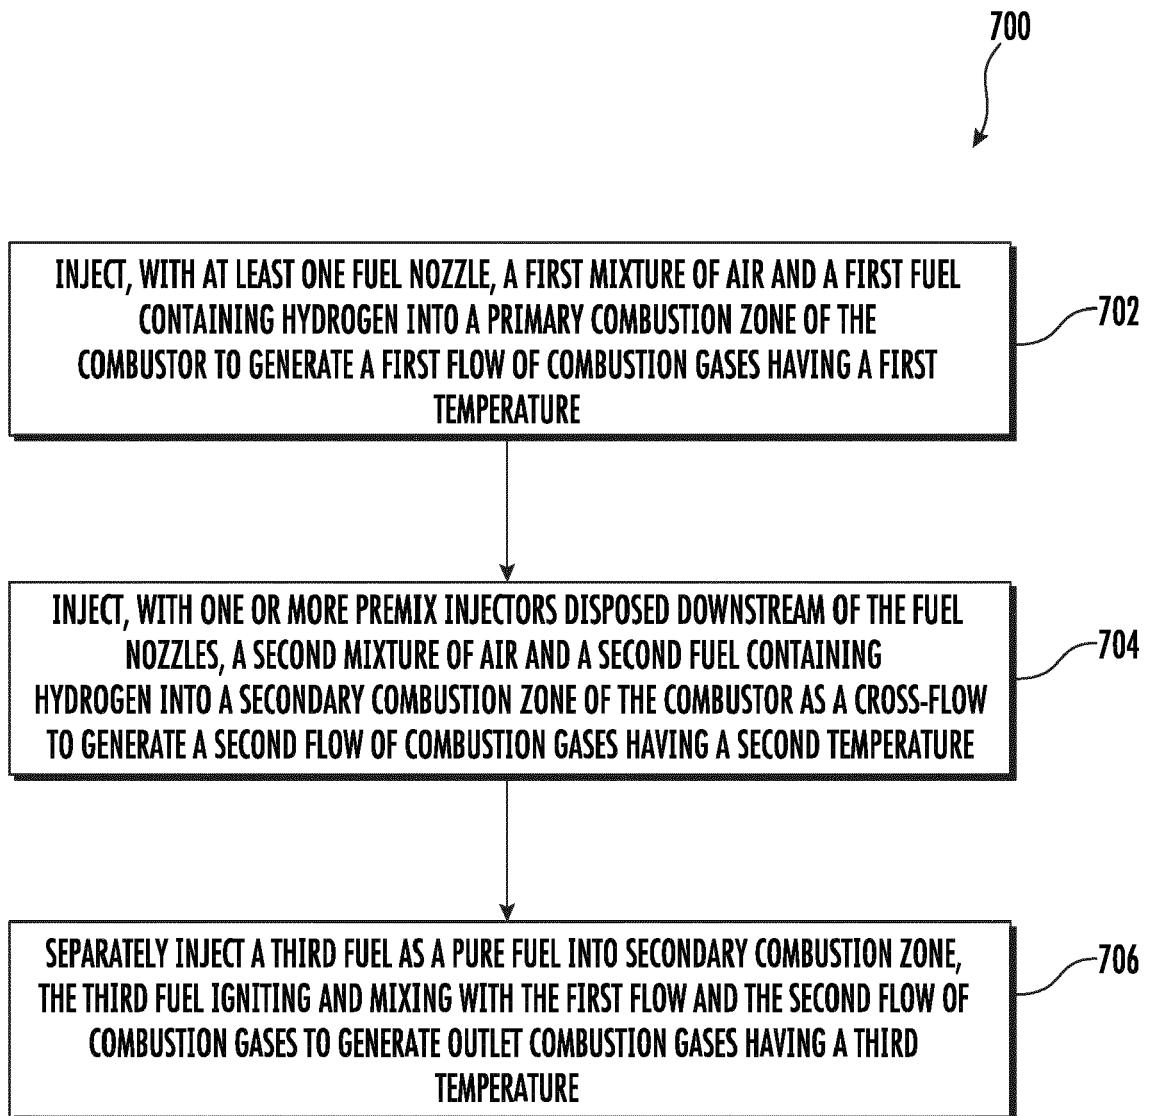 700
INJECT, WITH AT LEAST ONE FUEL NOZZLE, A FIRST MIXTURE OF AIR AND A FIRST FUEL
CONTAINING HYDROGEN INTO A PRIMARY COMBUSTION ZONE OF THE
COMBUSTOR TO GENERATE A FIRST FLOW OF COMBUSTION GASES HAVING A FIRST
TEMPERATURE
702
INJECT, WITH ONE OR MORE PREMIX INJECTORS DISPOSED DOWNSTREAM OF THE FUEL
NOZZLES, A SECOND MIXTURE OF AIR AND A SECOND FUEL CONTAINING
HYDROGEN INTO A SECONDARY COMBUSTION ZONE OF THE COMBUSTOR AS A CROSS-FLOW
TO GENERATE A SECOND FLOW OF COMBUSTION GASES HAVING A SECOND TEMPERATURE
704
SEPARATELY INJECT A THIRD FUEL AS A PURE FUEL INTO SECONDARY COMBUSTION ZONE,
THE THIRD FUEL IGNITING AND MIXING WITH THE FIRST FLOW AND THE SECOND FLOW OF
COMBUSTION GASES TO GENERATE OUTLET COMBUSTION GASES HAVING A THIRD
TEMPERATURE
706